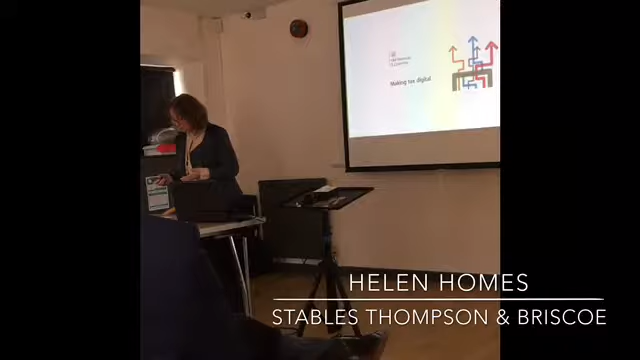 Making tax digital
HELEN HOMES
STABLES THOMPSON & BRISCOE